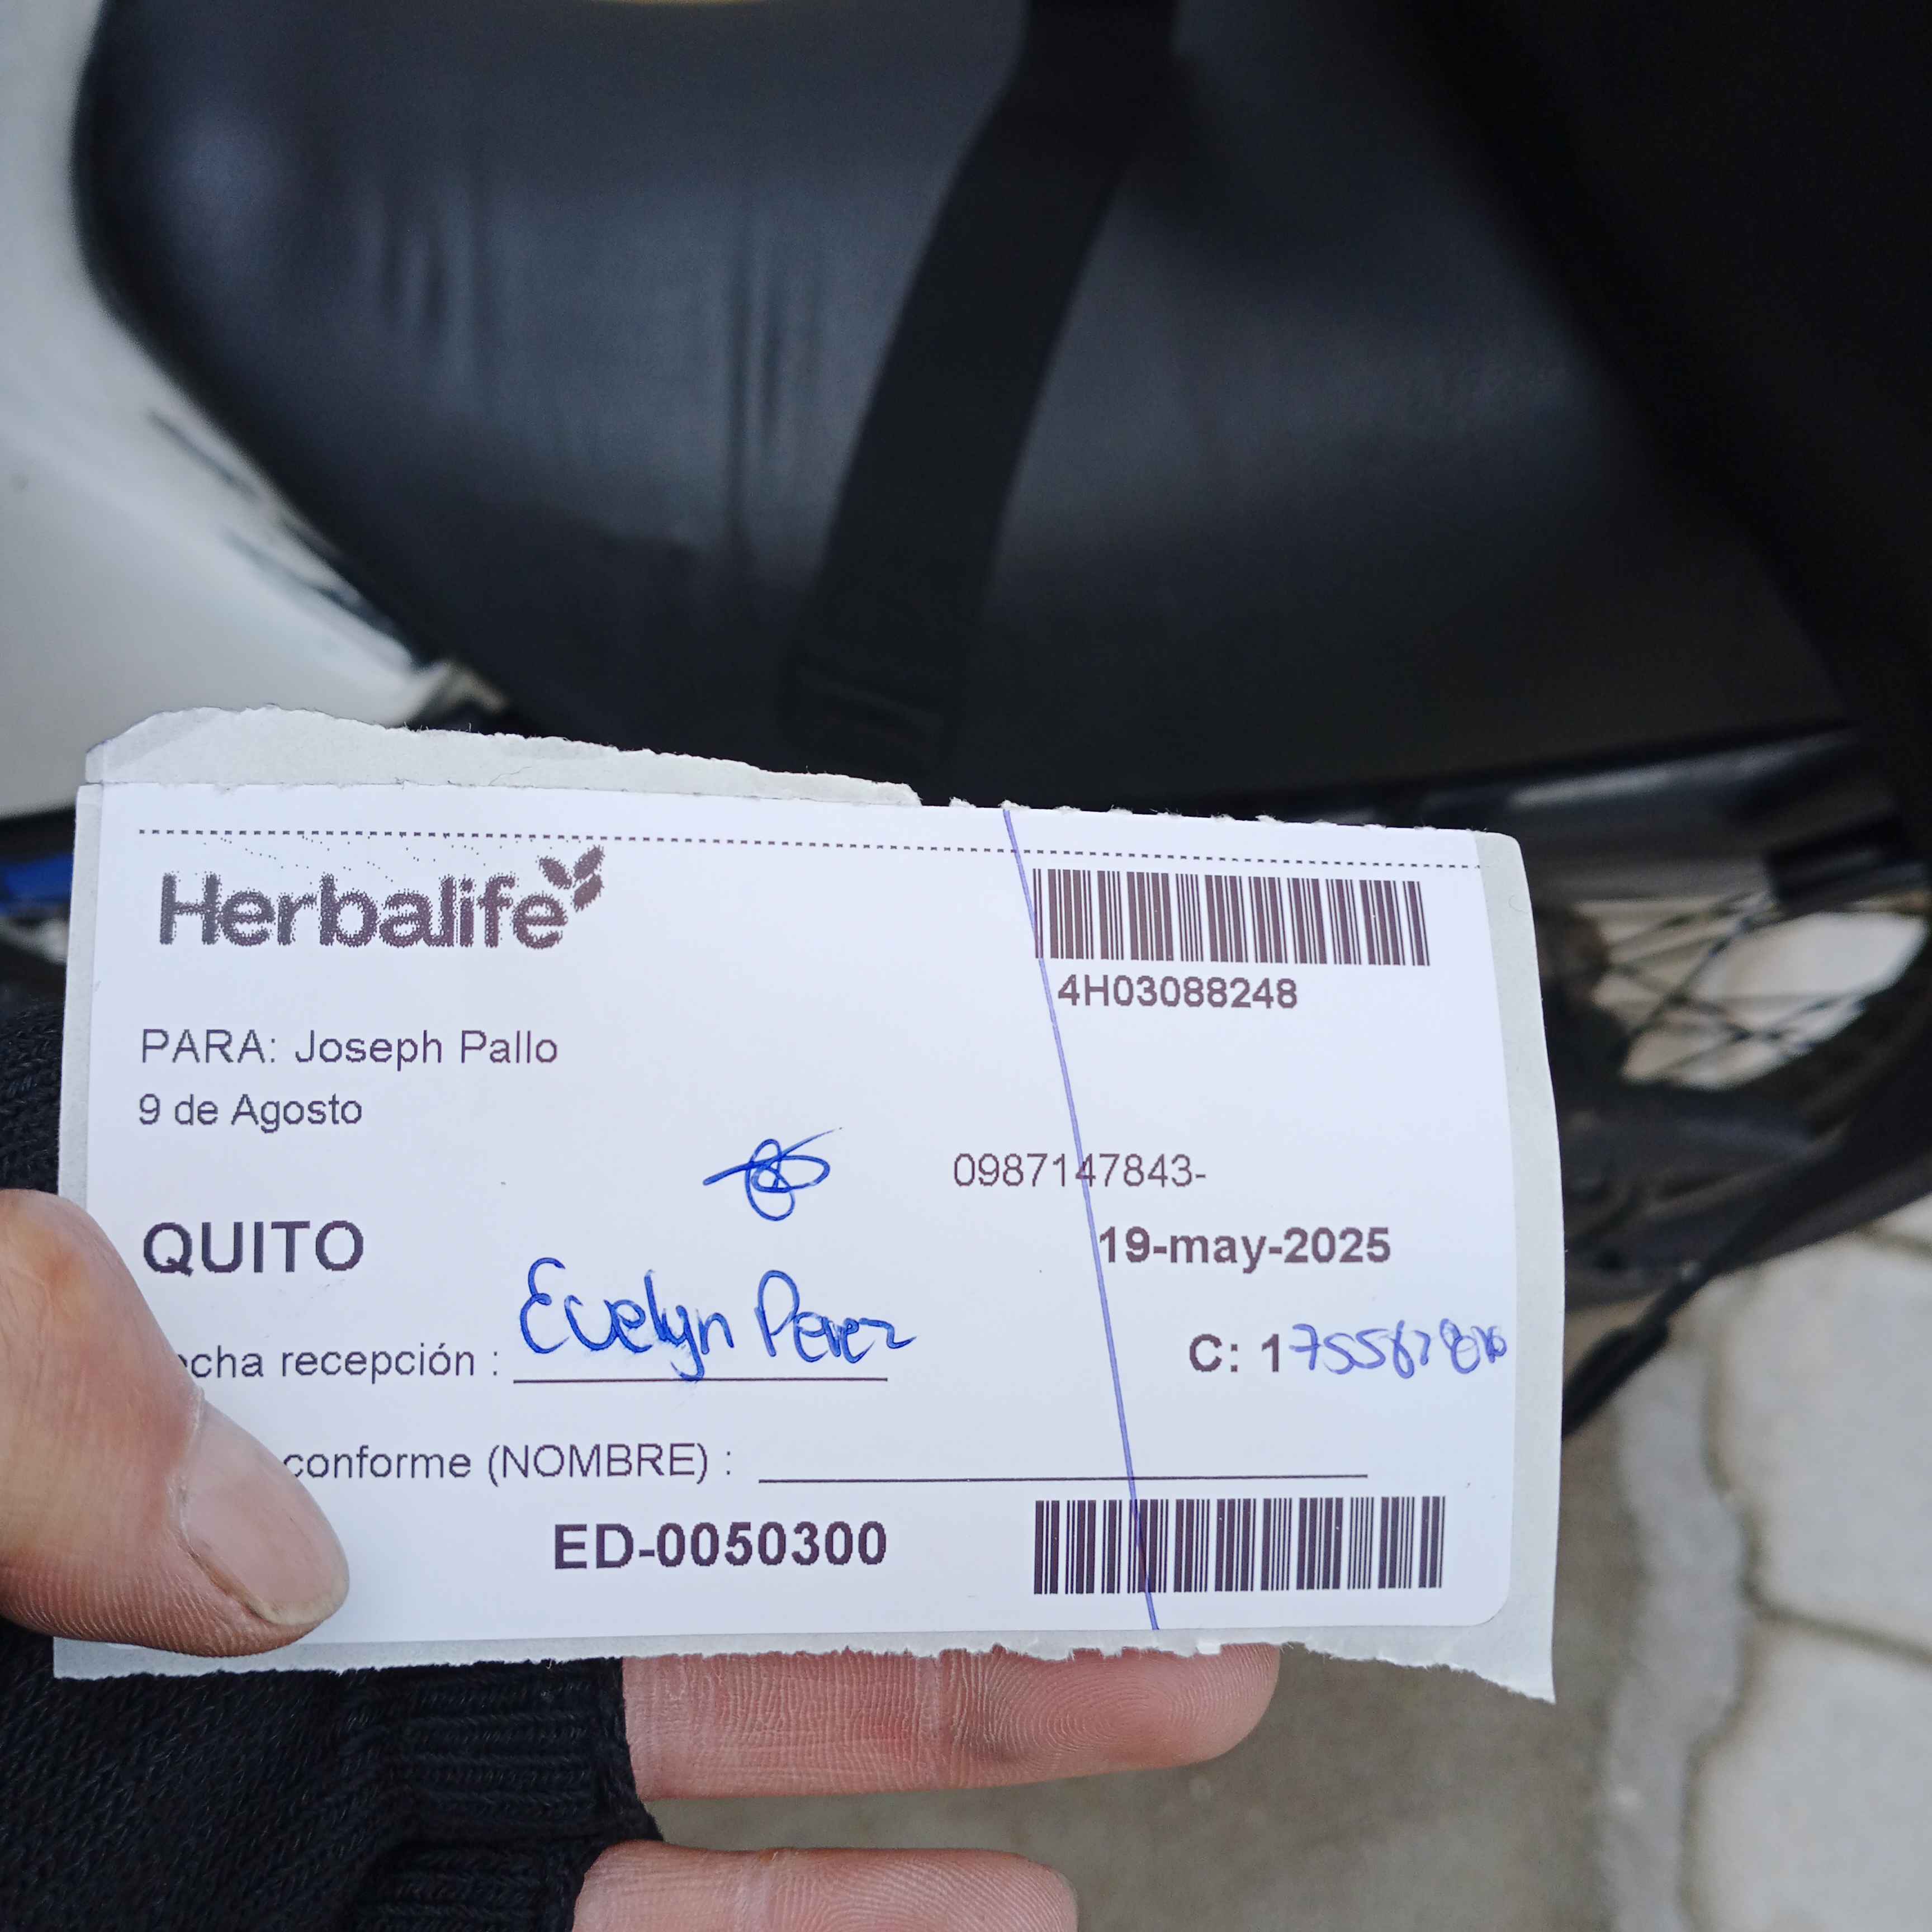 Herbalife
4H03088248
PARA: Joseph Pallo
9 de Agosto
0987147843-
QUITO
19-may-2025
Evelyn Perez
echa recepción :
C: 1
conforme (NOMBRE) :
ED-0050300